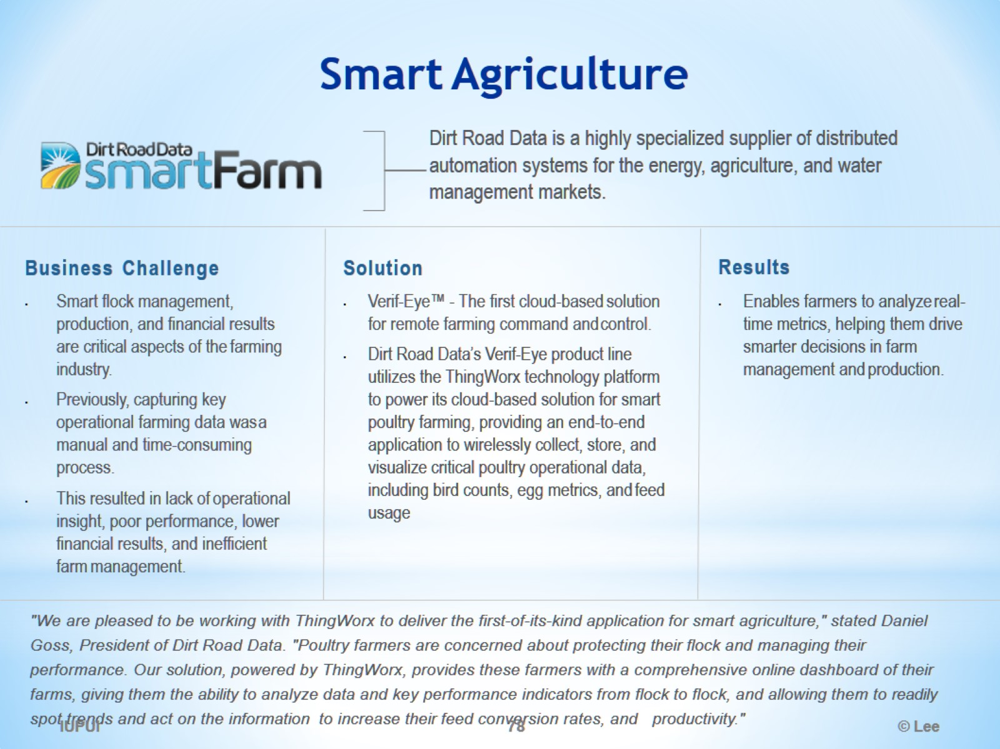 Smart Agriculture
Dirt Road Data
smartFarm
Dirt Road Data is a highly specialized supplier of distributed
automation systems for the energy, agriculture, and water
management markets.
Business Challenge
. Smart flock management,
production, and financial results
are critical aspects of the farming
industry.
. Previously, capturing key
operational farming data was a
manual and time-consuming
process.
. This resulted in lack of operational
insight, poor performance, lower
financial results, and inefficient
farm management.
Solution
. Verif-Eye™ - The first cloud-based solution
for remote farming command and control.
. Dirt Road Data's Verif-Eye product line
utilizes the ThingWorx technology platform
to power its cloud-based solution for smart
poultry farming, providing an end-to-end
application to wirelessly collect, store, and
visualize critical poultry operational data,
including bird counts, egg metrics, and feed
usage
Results
. Enables farmers to analyze real-
time metrics, helping them drive
smarter decisions in farm
management and production.
"We are pleased to be working with ThingWorx to deliver the first-of-its-kind application for smart agriculture," stated Daniel
Goss, President of Dirt Road Data. "Poultry farmers are concerned about protecting their flock and managing their
performance. Our solution, powered by ThingWorx, provides these farmers with a comprehensive online dashboard of their
farms, giving them the ability to analyze data and key performance indicators from flock to flock, and allowing them to readily
spot trends and act on the information to increase their feed conversion rates, and productivity."
IUPUI
78
© Lee